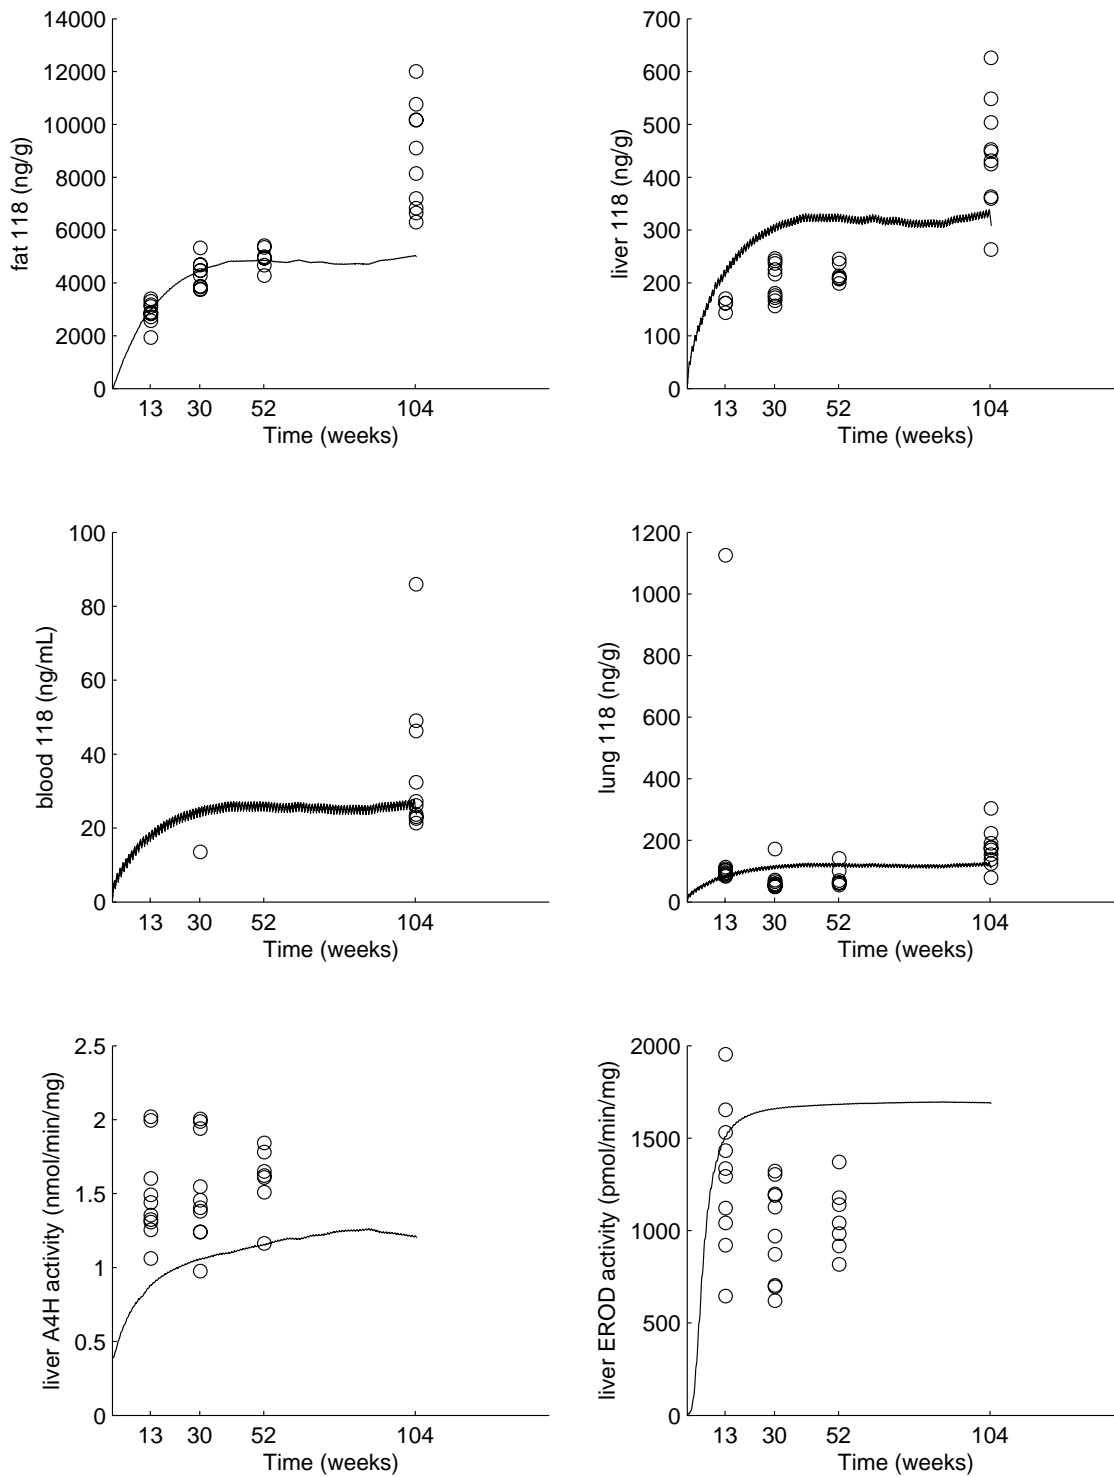 fat 118 (ng/g)
14000
12000
10000
8000
6000
4000
2000
0
13 30 52 104
Time (weeks)
liver 118 (ng/g)
700
600
500
400
300
200
100
0
13 30 52 104
Time (weeks)
blood 118 (ng/mL)
100
80
60
40
20
0
13 30 52 104
Time (weeks)
lung 118 (ng/g)
1200
1000
800
600
400
200
0
13 30 52 104
Time (weeks)
liver A4H activity (nmol/min/mg)
2.5
2
1.5
1
0.5
0
13 30 52 104
Time (weeks)
liver EROD activity (pmol/min/mg)
2000
1500
1000
500
0
13 30 52 104
Time (weeks)